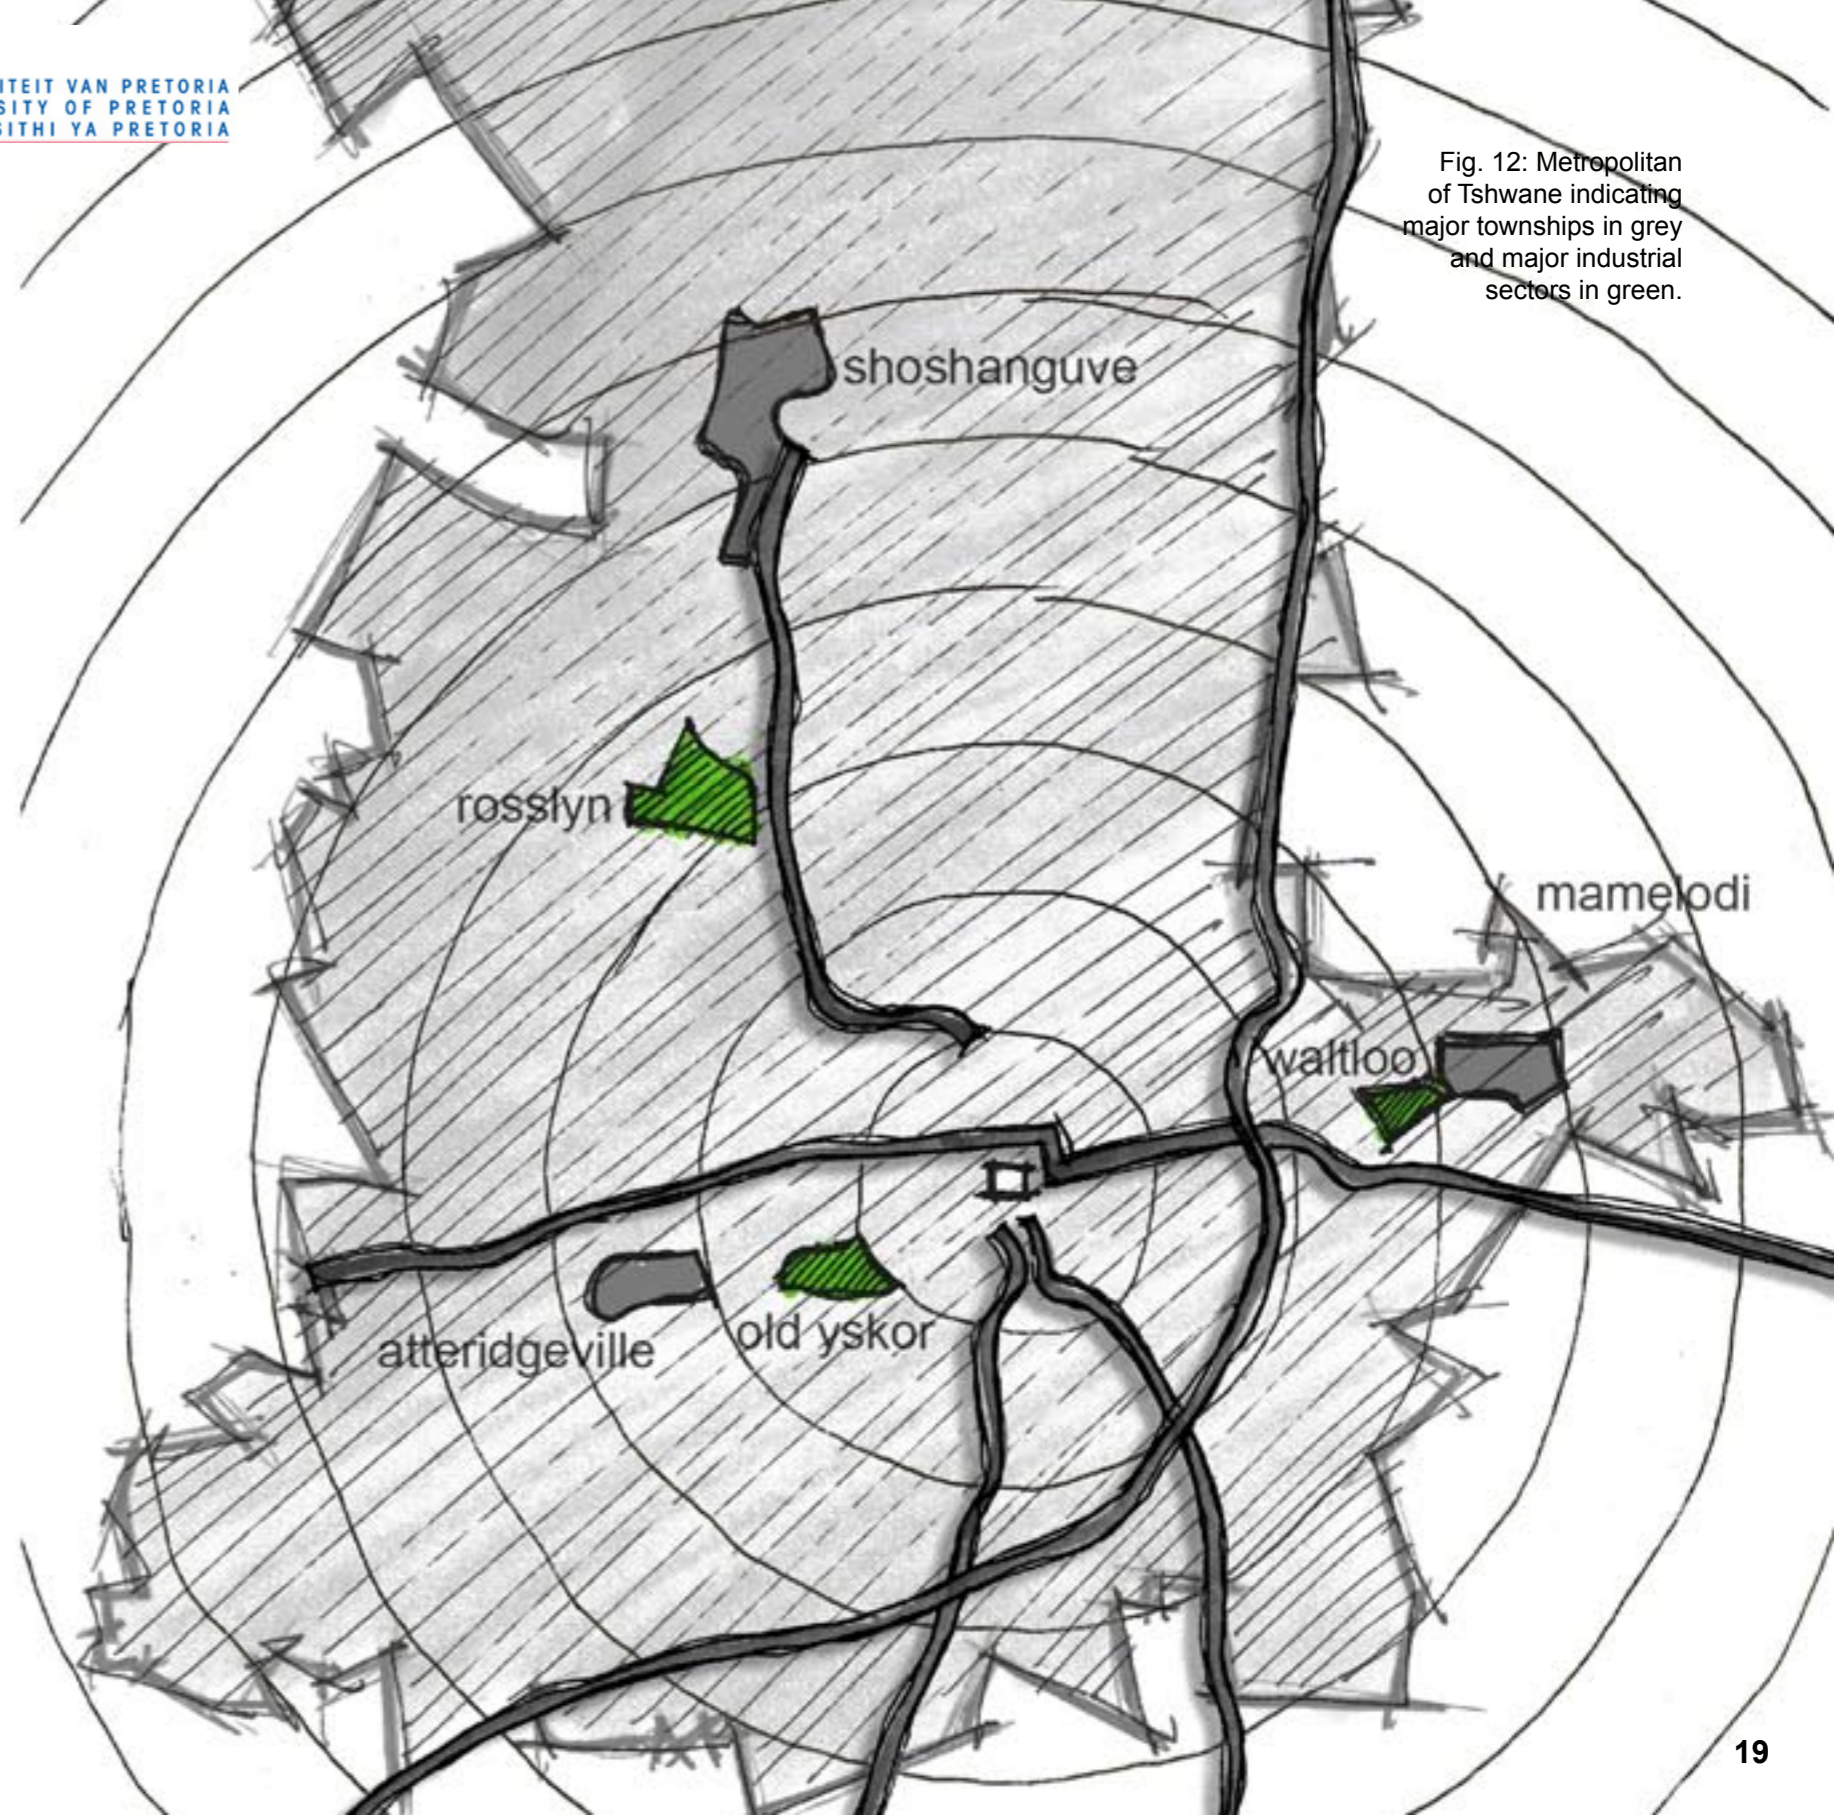 ITEIT VAN PRETORIA
SITY OF PRETORIA
SITHI YA PRETORIA
Fig. 12: Metropolitan
of Tshwane indicating
major townships in grey
and major industrial
sectors in green.
shoshanguve
rosslyn
mamelodi
waltloo
atteridgeville
old yskor
19